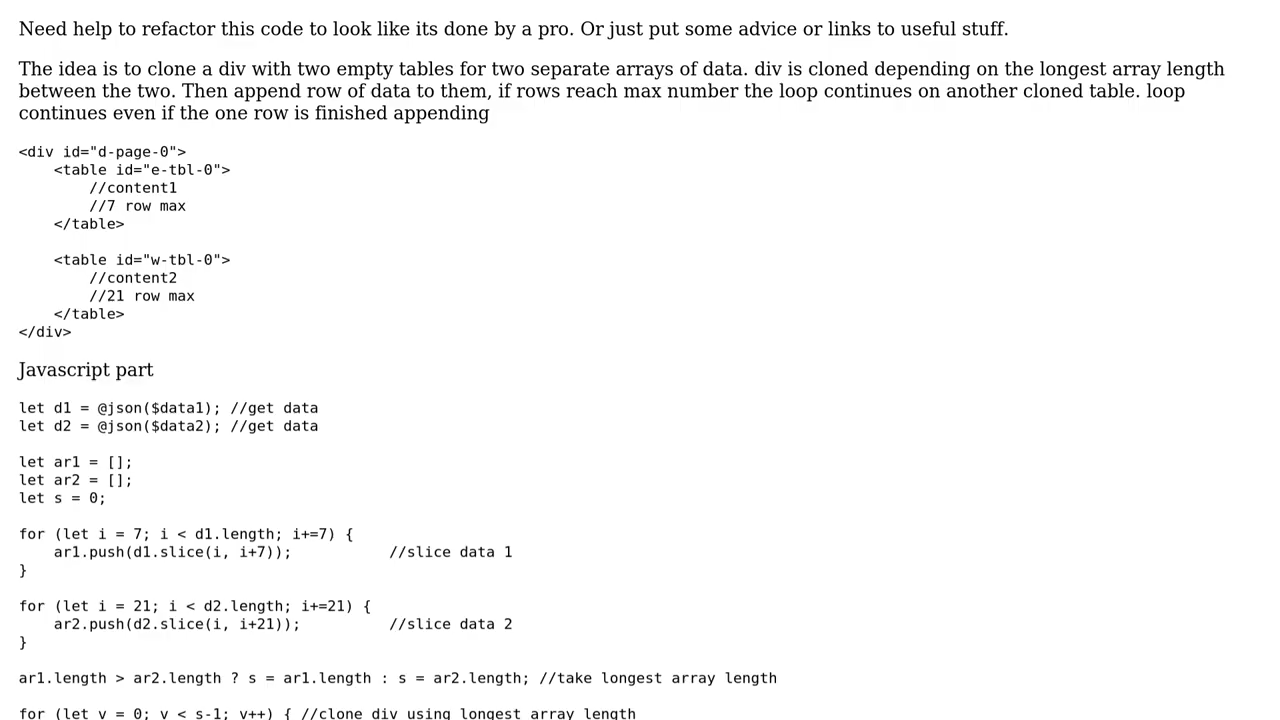 Need help to refactor this code to look like its done by a pro. Or just put some advice or links to useful stuff.
The idea is to clone a div with two empty tables for two separate arrays of data. div is cloned depending on the longest array length
between the two. Then append row of data to them, if rows reach max number the loop continues on another cloned table. loop
continues even if the one row is finished appending
<div id="d-page-0">
    <table id="e-tbl-0">
        //content1
        //7 row max
    </table>

    <table id="w-tbl-0">
        //content2
        //21 row max
    </table>
</div>
Javascript part
let d1 = @json($data1); //get data
let d2 = @json($data2); //get data

let ar1 = [];
let ar2 = [];
let s = 0;

for (let i = 7; i < d1.length; i+=7) {
    ar1.push(d1.slice(i, i+7));           //slice data 1
}

for (let i = 21; i < d2.length; i+=21) {
    ar2.push(d2.slice(i, i+21));          //slice data 2
}

ar1.length > ar2.length ? s = ar1.length : s = ar2.length; //take longest array length

for (let v = 0; v < s-1; v++) { //clone div using longest array length